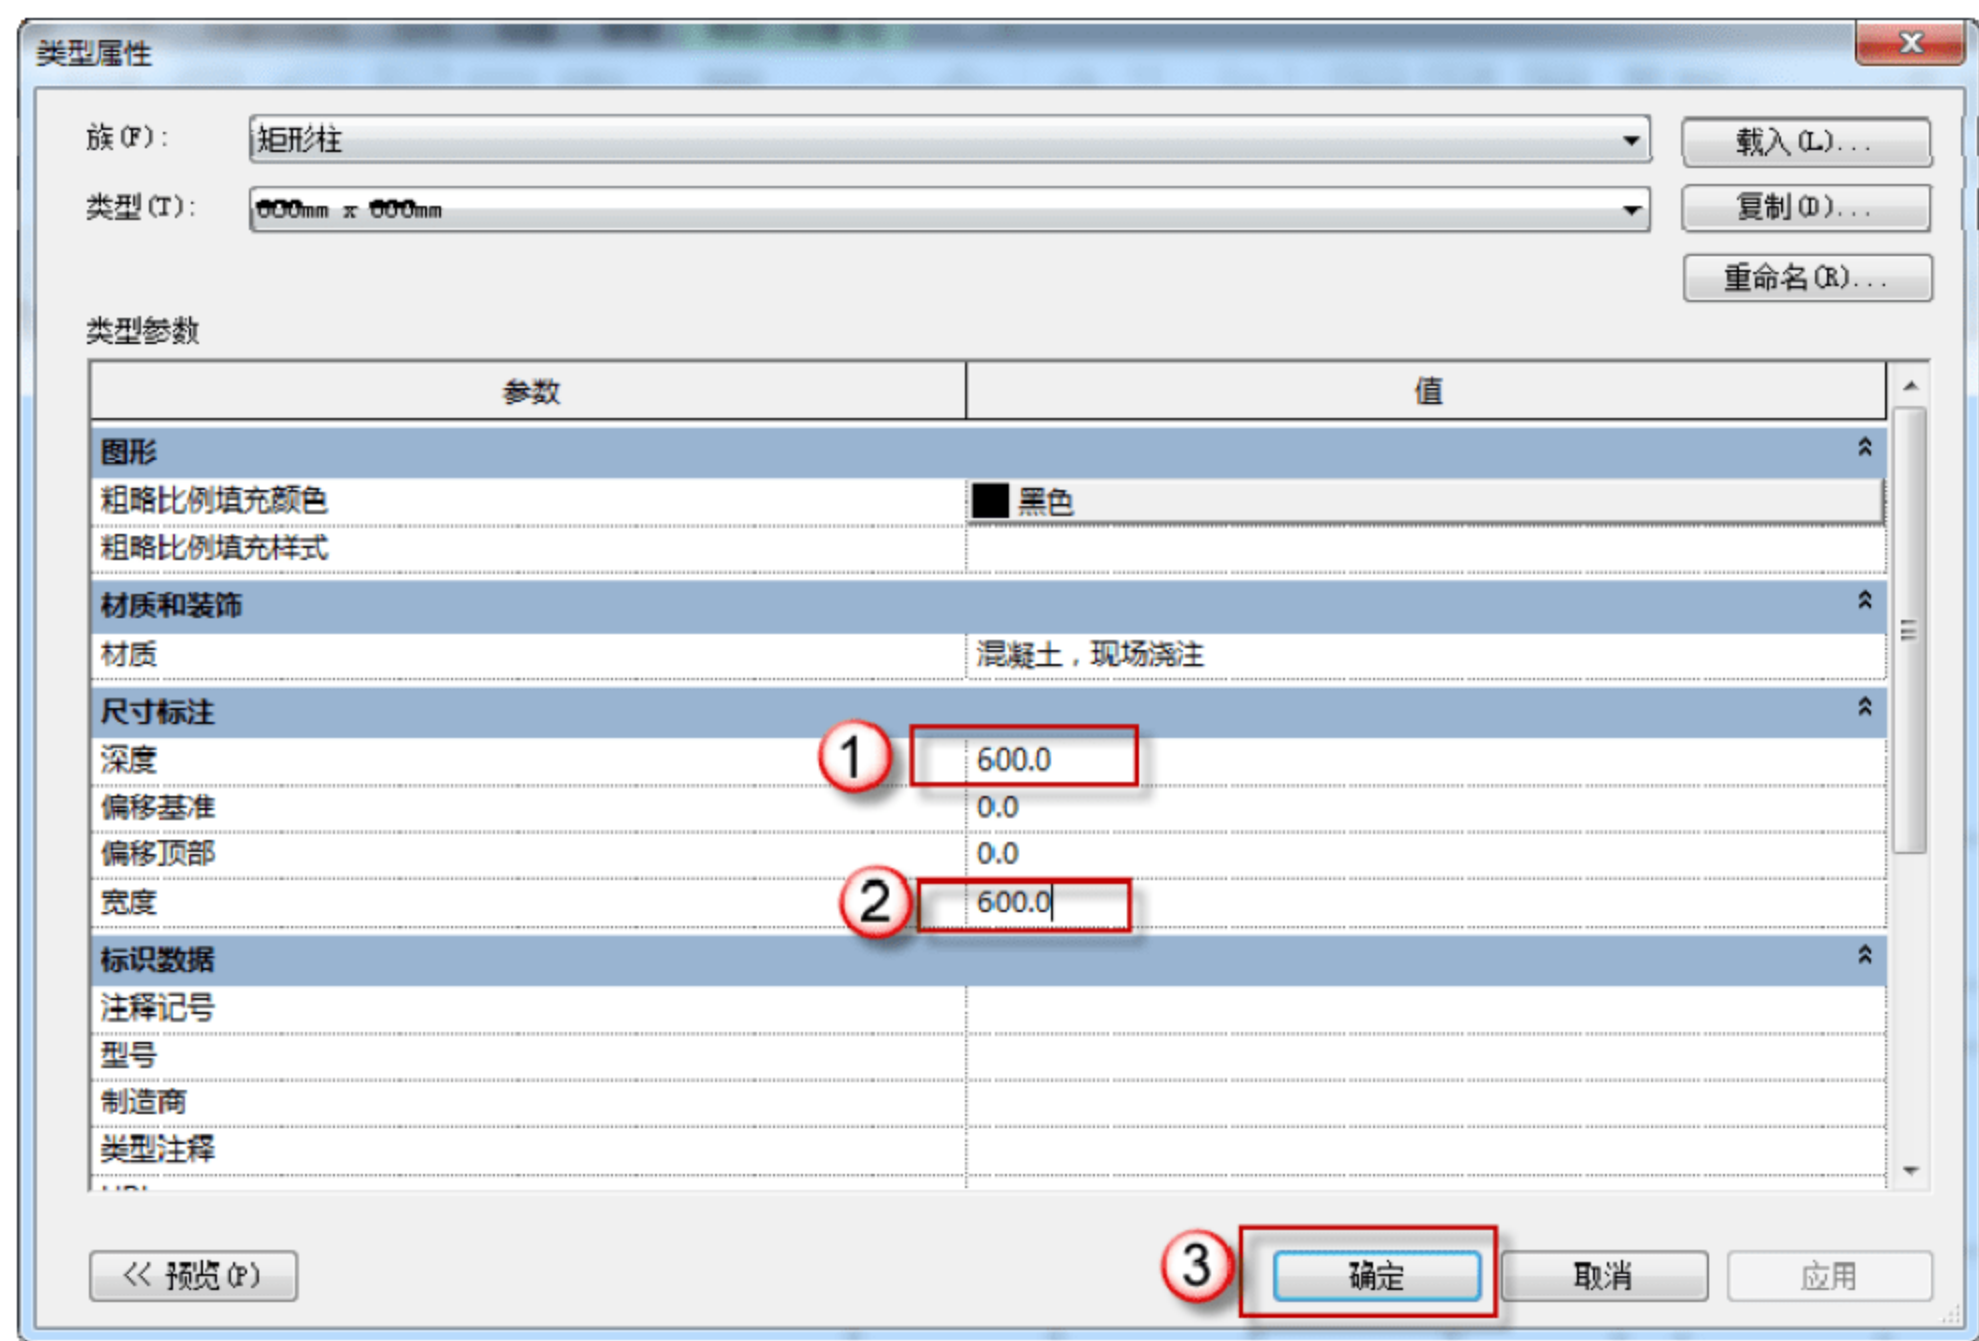 类型属性
族(F):
矩形柱
载入(L)...
类型(T):
600mm x 600mm
复制(D)...
重命名(R)...
类型参数
参数 值
图形
粗略比例填充颜色 黑色
粗略比例填充样式
材质和装饰
材质 混凝土，现场浇注
尺寸标注
深度 1 600.0
偏移基准 0.0
偏移顶部 0.0
宽度 2 600.0
标识数据
注释记号
型号
制造商
类型注释
<< 预览(P) 3 确定 取消 应用